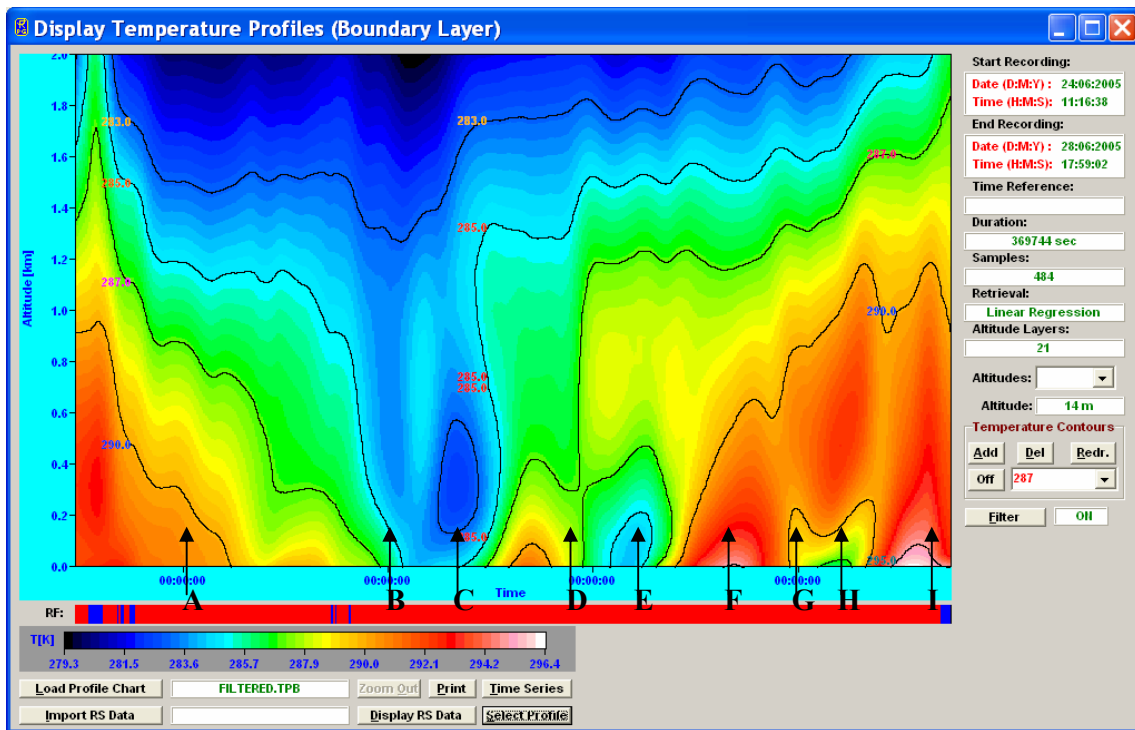 Display Temperature Profiles (Boundary Layer)
2.0
1.8
1.6
1.4
1.2
1.0
0.8
0.6
0.4
0.2
0.0
Altitude [km]
283.0
283.0
287.0
285.0
285.0
287.0
290.0
285.0
285.0
290.0
285.0
295.0
00:00:00
00:00:00
00:00:00
00:00:00
Time
A
B
C
D
E
F
G
H
I
RF:
T[K]
279.3 281.5 283.6 285.7 287.9 290.0 292.1 294.2 296.4
Load Profile Chart FILTERED.TPB Zoom Out Print Time Series
Import RS Data Display RS Data Select Profile
Start Recording:
Date (D:M:Y) : 24:06:2005
Time (H:M:S): 11:16:38
End Recording:
Date (D:M:Y) : 28:06:2005
Time (H:M:S): 17:59:02
Time Reference:
Duration:
369744 sec
Samples:
484
Retrieval:
Linear Regression
Altitude Layers:
21
Altitudes:
Altitude: 14 m
Temperature Contours
Add Del Redr.
Off 287
Filter ON